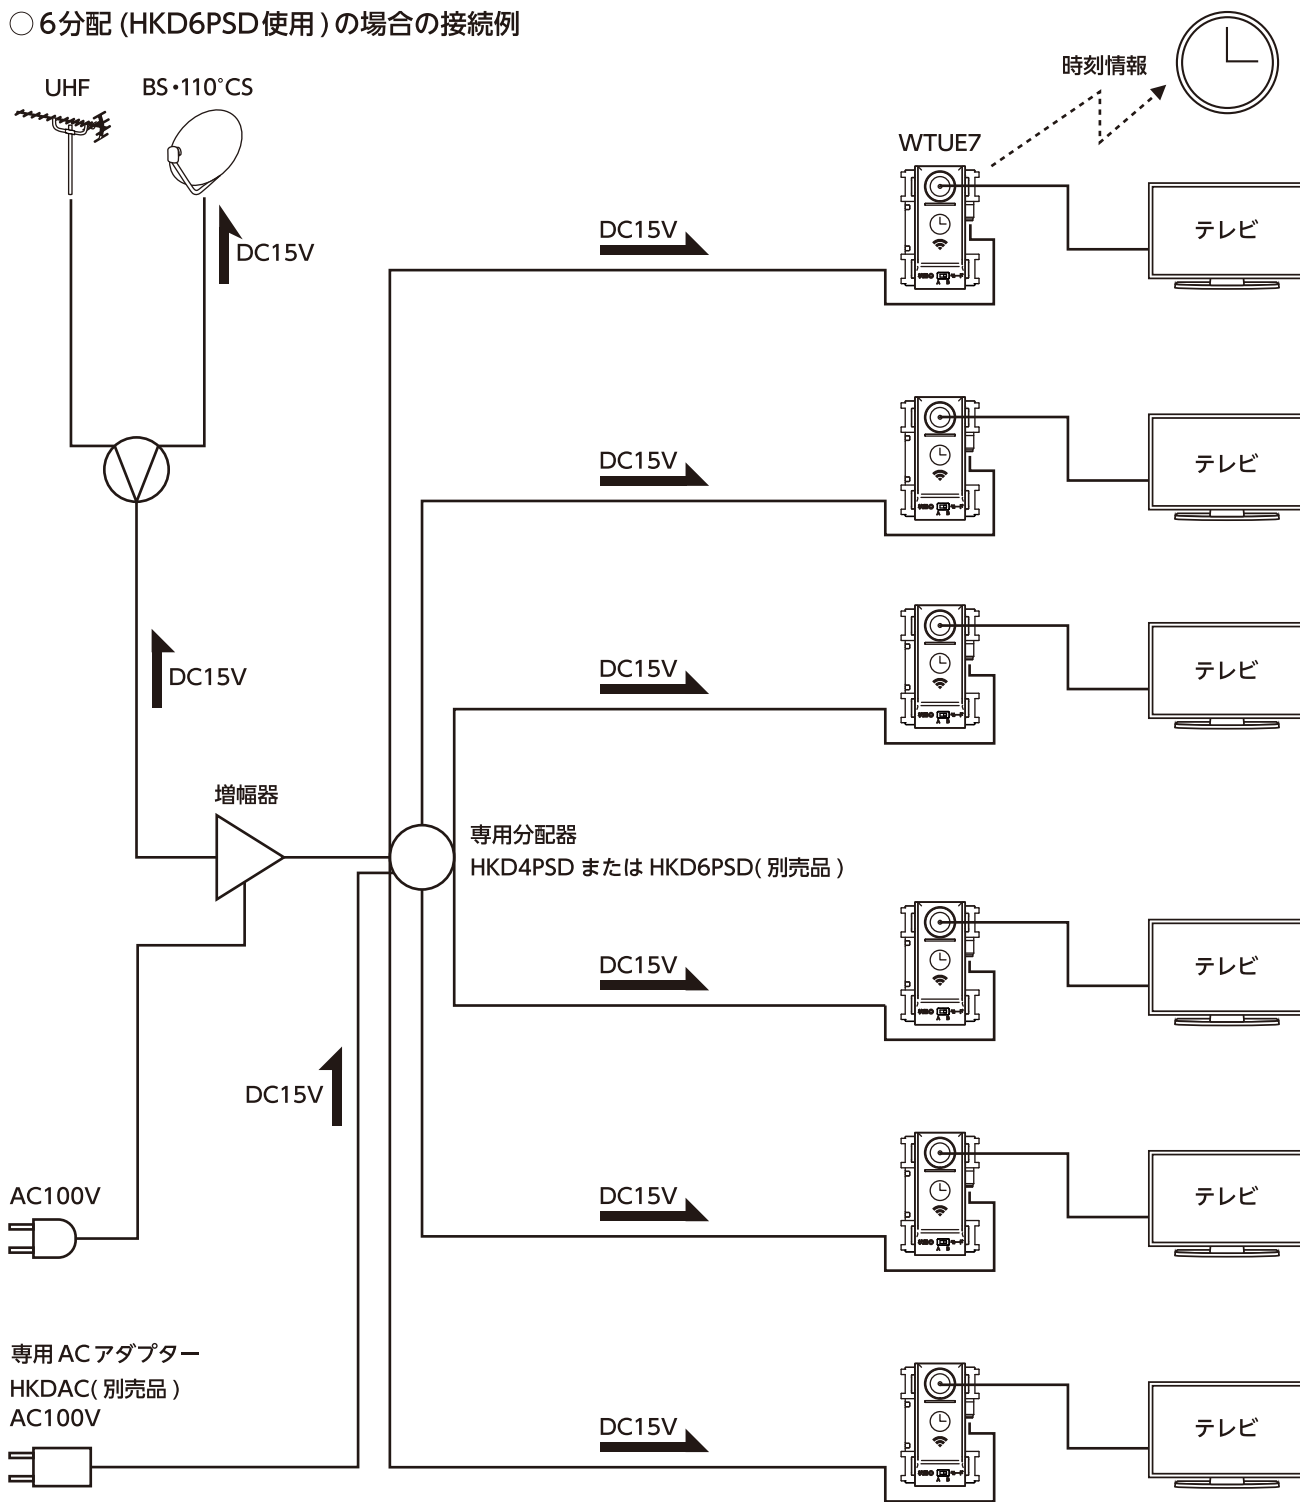 ○6分配 (HKD6PSD使用)の場合の接続例
時刻情報
UHF
BS・110°CS
WTUE7
DC15V
DC15V
テレビ
DC15V
テレビ
DC15V
DC15V
テレビ
増幅器
専用分配器
HKD4PSD または HKD6PSD(別売品)
DC15V
テレビ
DC15V
AC100V
DC15V
テレビ
専用ACアダプター
HKDAC(別売品)
AC100V
DC15V
テレビ